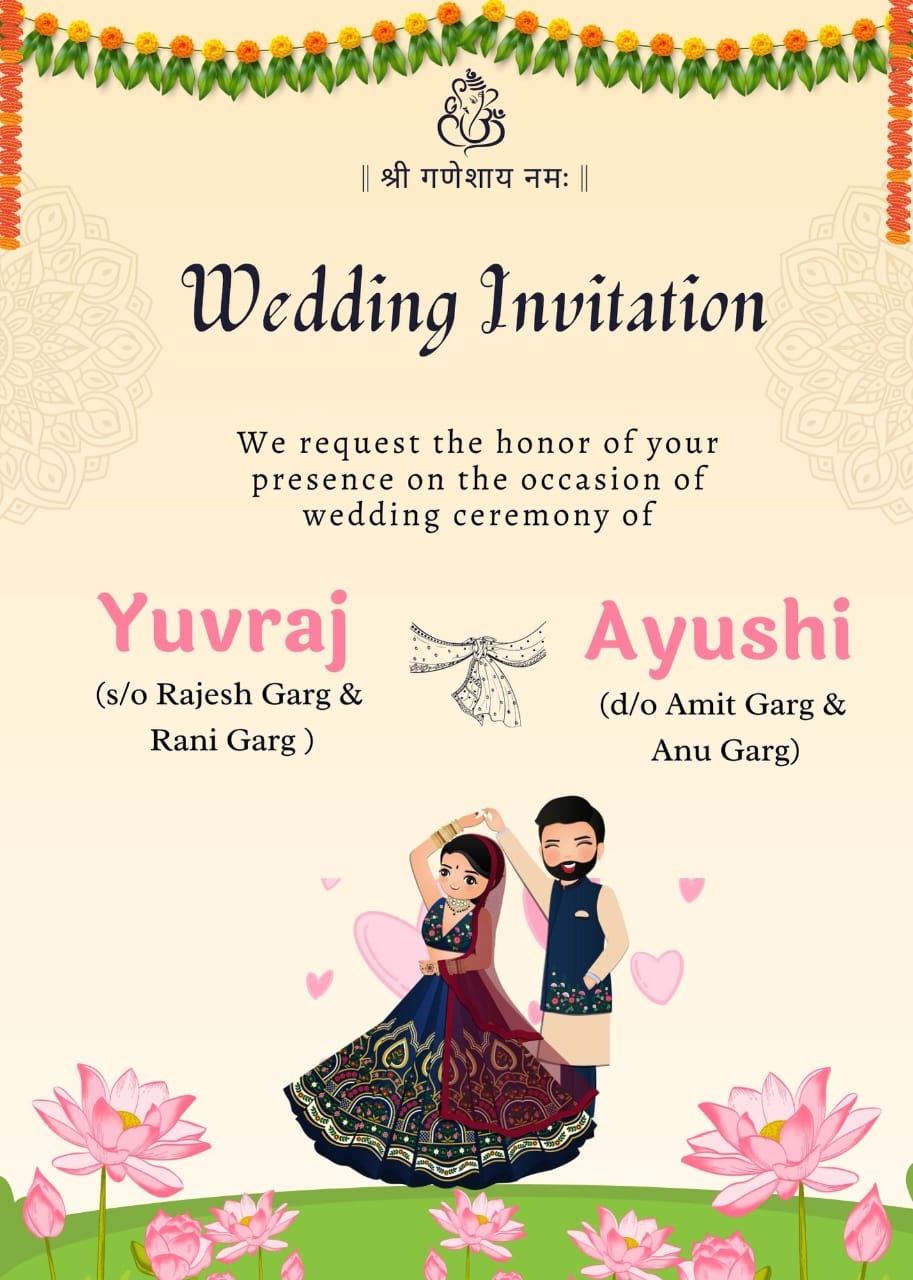 || श्री गणेशाय नमः ||
Wedding Invitation
We request the honor of your
presence on the occasion of
wedding ceremony of
Yuvraj
(s/o Rajesh Garg &
Rani Garg )
Ayushi
(d/o Amit Garg &
Anu Garg)